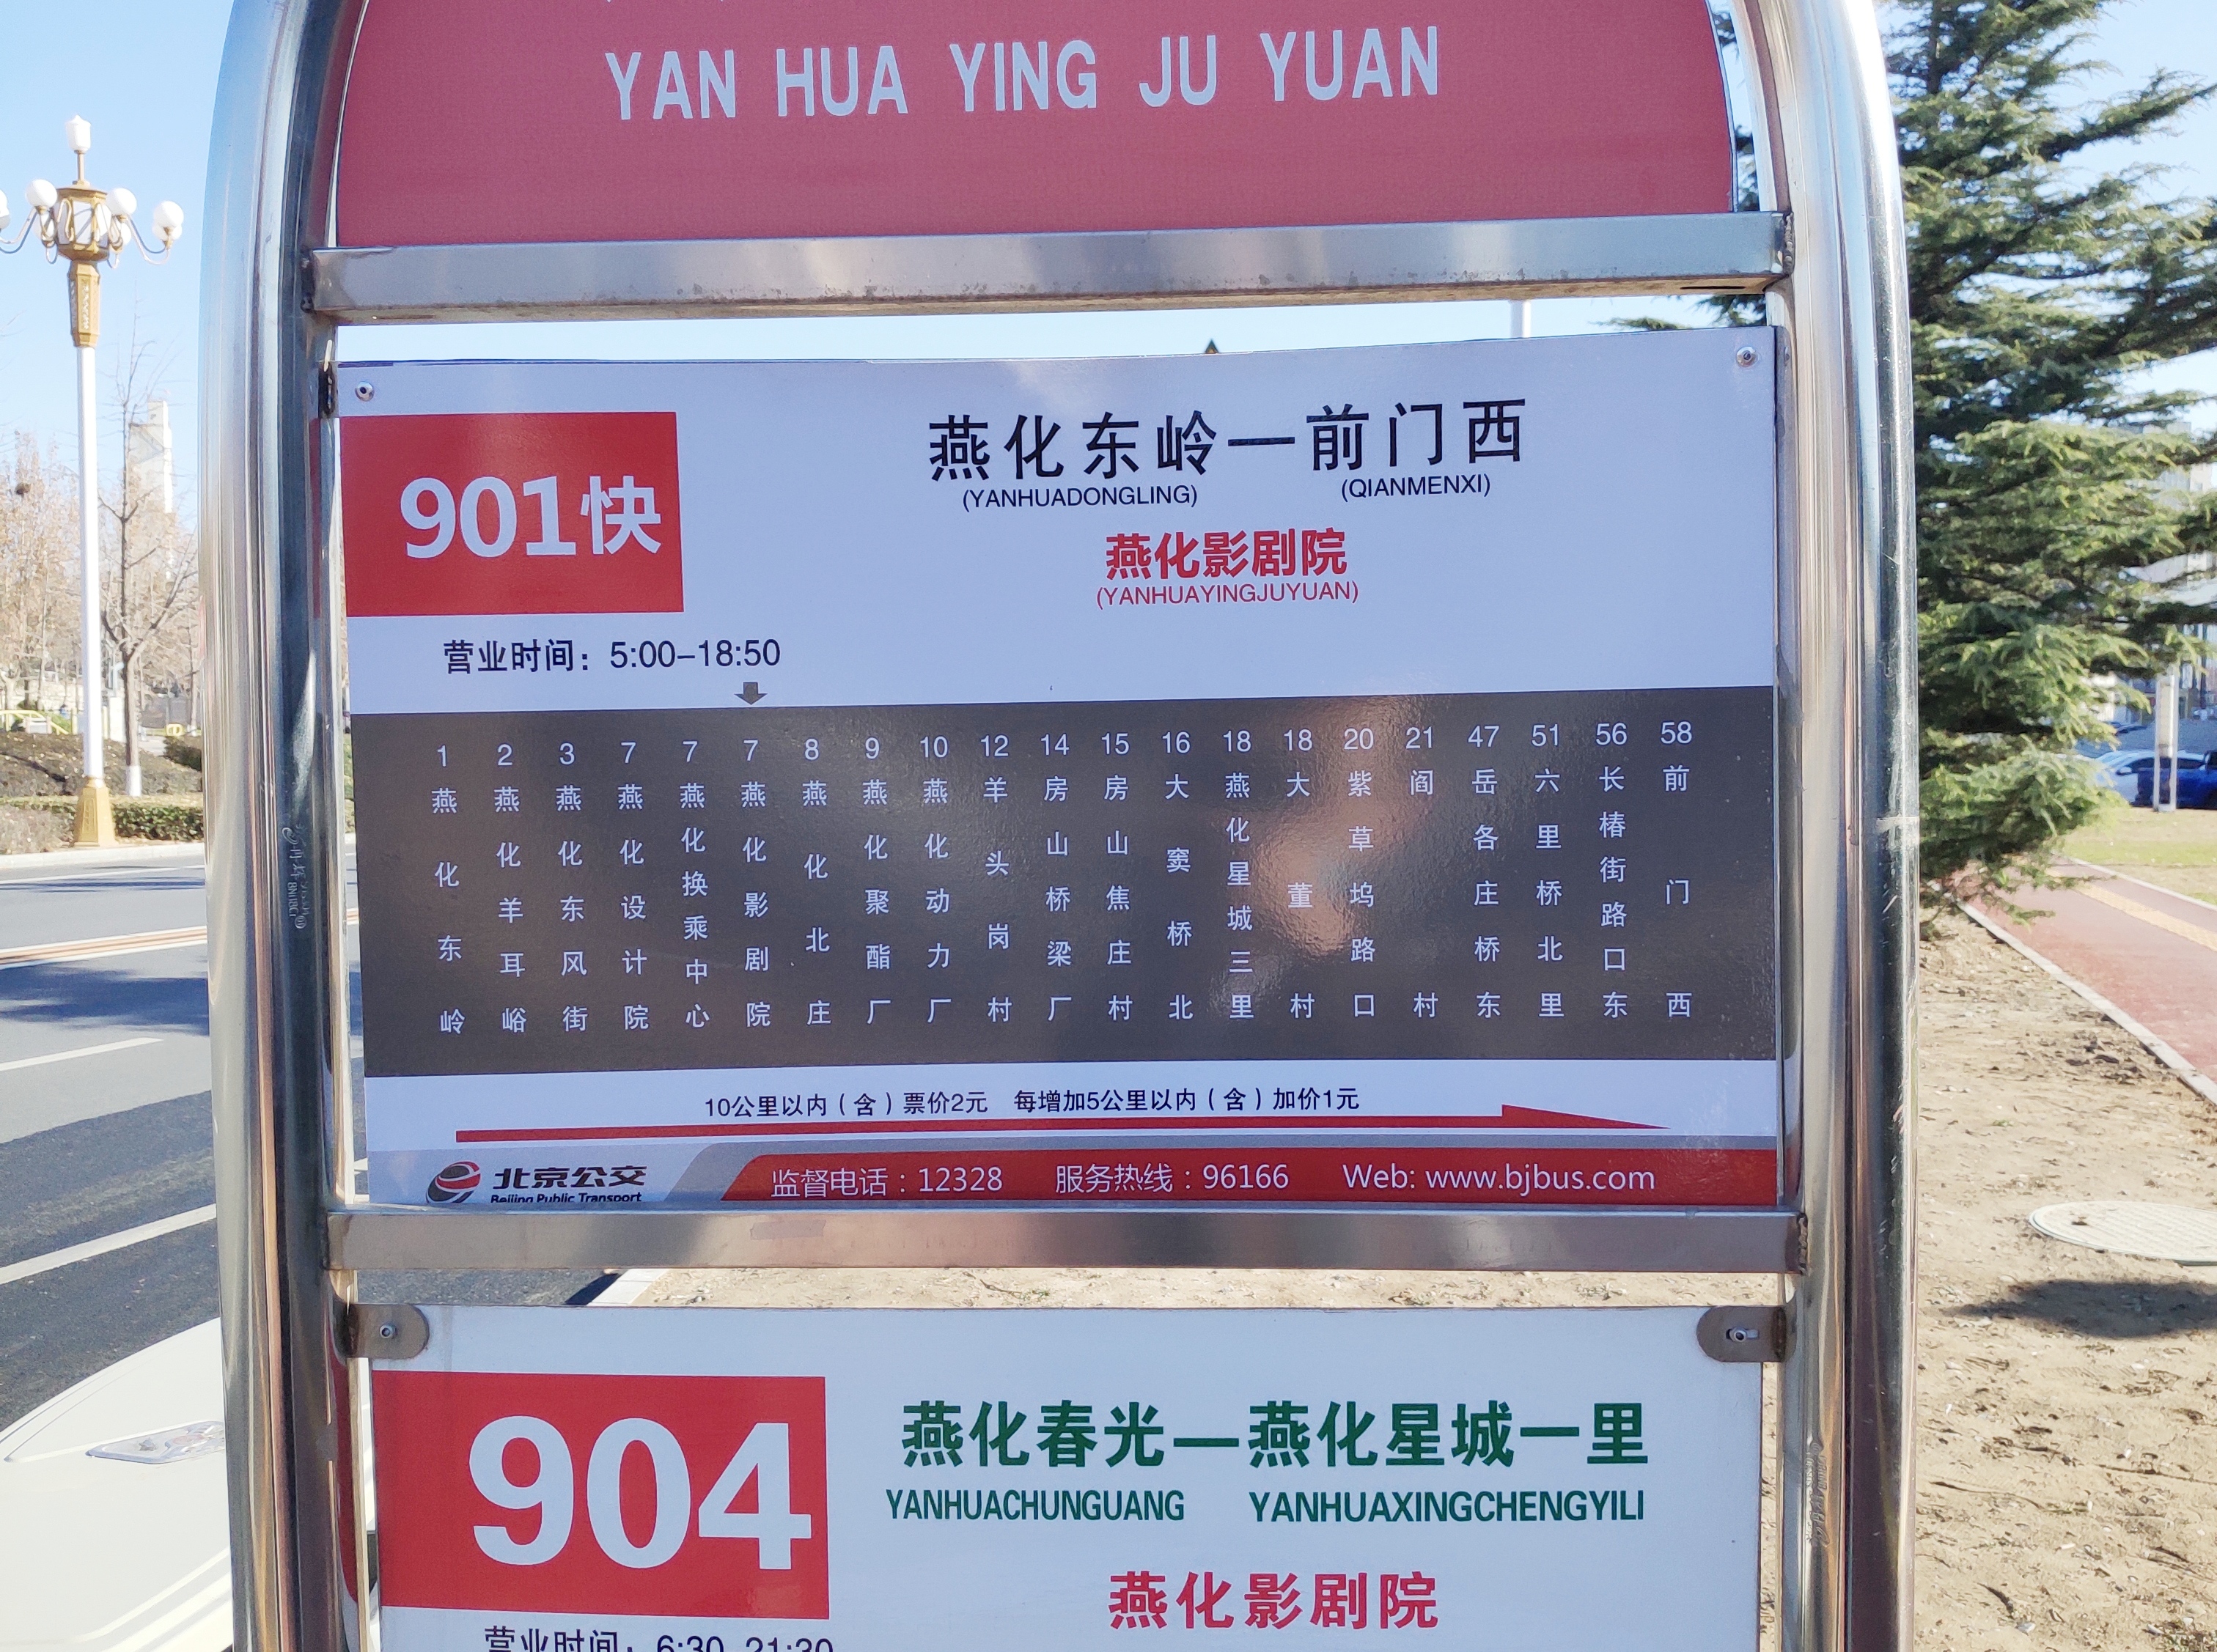 YAN HUA YING JU YUAN
901快
燕化东岭—前门西
(YANHUADONGLING) (QIANMENXI)
燕化影剧院
(YANHUAYINGJUYUAN)
营业时间：5:00-18:50
1 燕化东岭
2 燕化羊耳峪
3 燕化东风街
7 燕化设计院
7 燕化换乘中心
7 燕化影剧院
8 燕化北庄
9 燕化聚酯厂
10 燕化动力厂
12 羊头岗村
14 房山桥梁厂
15 房山焦庄村
16 大窦桥北
18 燕化星城三里
18 大董村
20 紫草坞路口
21 阎村
47 岳各庄桥东
51 六里桥北里
56 长椿街路口东
58 前门西
10公里以内（含）票价2元 每增加5公里以内（含）加价1元
北京公交
Beijing Public Transport
监督电话：12328 服务热线：96166 Web: www.bjbus.com
904
燕化春光—燕化星城一里
YANHUACHUNGUANG YANHUAXINGCHENGYILI
燕化影剧院
营业时间：6:30-21:30